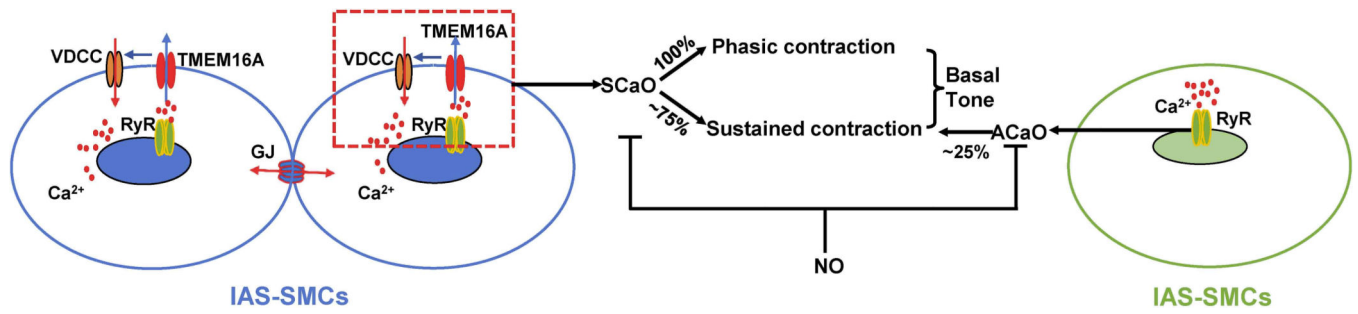 VDCC
TMEM16A
RyR
Ca²⁺
GJ
VDCC
TMEM16A
RyR
Ca²⁺
IAS-SMCs
SCaO
100%
~75%
Phasic contraction
Sustained contraction
Basal
Tone
ACaO
~25%
NO
Ca²⁺
RyR
IAS-SMCs